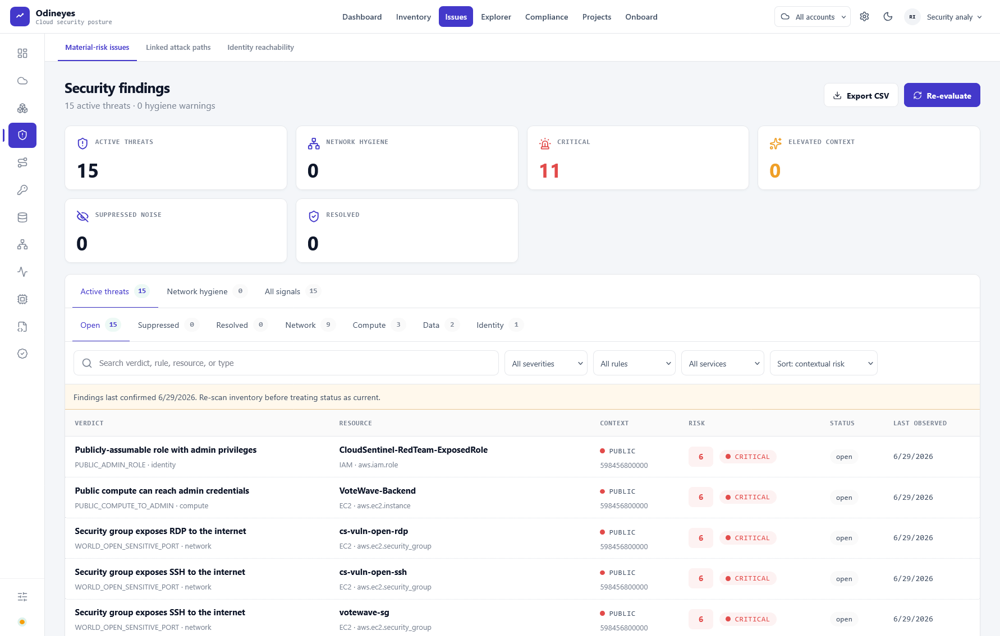 Odineyes
Cloud security posture
Dashboard Inventory Issues Explorer Compliance Projects Onboard
All accounts
RI Security analy
Material-risk issues Linked attack paths Identity reachability
Security findings
15 active threats · 0 hygiene warnings
Export CSV Re-evaluate
ACTIVE THREATS
15
NETWORK HYGIENE
0
CRITICAL
11
ELEVATED CONTEXT
0
SUPPRESSED NOISE
0
RESOLVED
0
Active threats 15 Network hygiene 0 All signals 15
Open 15 Suppressed 0 Resolved 0 Network 9 Compute 3 Data 2 Identity 1
Search verdict, rule, resource, or type All severities All rules All services Sort: contextual risk
Findings last confirmed 6/29/2026. Re-scan inventory before treating status as current.
VERDICT RESOURCE CONTEXT RISK STATUS LAST OBSERVED
Publicly-assumable role with admin privileges CloudSentinel-RedTeam-ExposedRole PUBLIC 6 CRITICAL open 6/29/2026
PUBLIC_ADMIN_ROLE · identity IAM · aws.iam.role 598456800000
Public compute can reach admin credentials VoteWave-Backend PUBLIC 6 CRITICAL open 6/29/2026
PUBLIC_COMPUTE_TO_ADMIN · compute EC2 · aws.ec2.instance 598456800000
Security group exposes RDP to the internet cs-vuln-open-rdp PUBLIC 6 CRITICAL open 6/29/2026
WORLD_OPEN_SENSITIVE_PORT · network EC2 · aws.ec2.security_group 598456800000
Security group exposes SSH to the internet cs-vuln-open-ssh PUBLIC 6 CRITICAL open 6/29/2026
WORLD_OPEN_SENSITIVE_PORT · network EC2 · aws.ec2.security_group 598456800000
Security group exposes SSH to the internet votewave-sg PUBLIC 6 CRITICAL open 6/29/2026
WORLD_OPEN_SENSITIVE_PORT · network EC2 · aws.ec2.security_group 598456800000